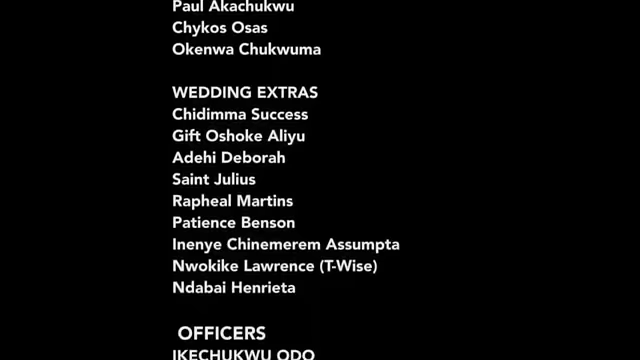 Paul Akachukwu
Chykos Osas
Okenwa Chukwuma
WEDDING EXTRAS
Chidimma Success
Gift Oshoke Aliyu
Adehi Deborah
Saint Julius
Rapheal Martins
Patience Benson
Inenye Chinemerem Assumpta
Nwokike Lawrence (T-Wise)
Ndabai Henrieta
OFFICERS
IKECHUKWU ODO